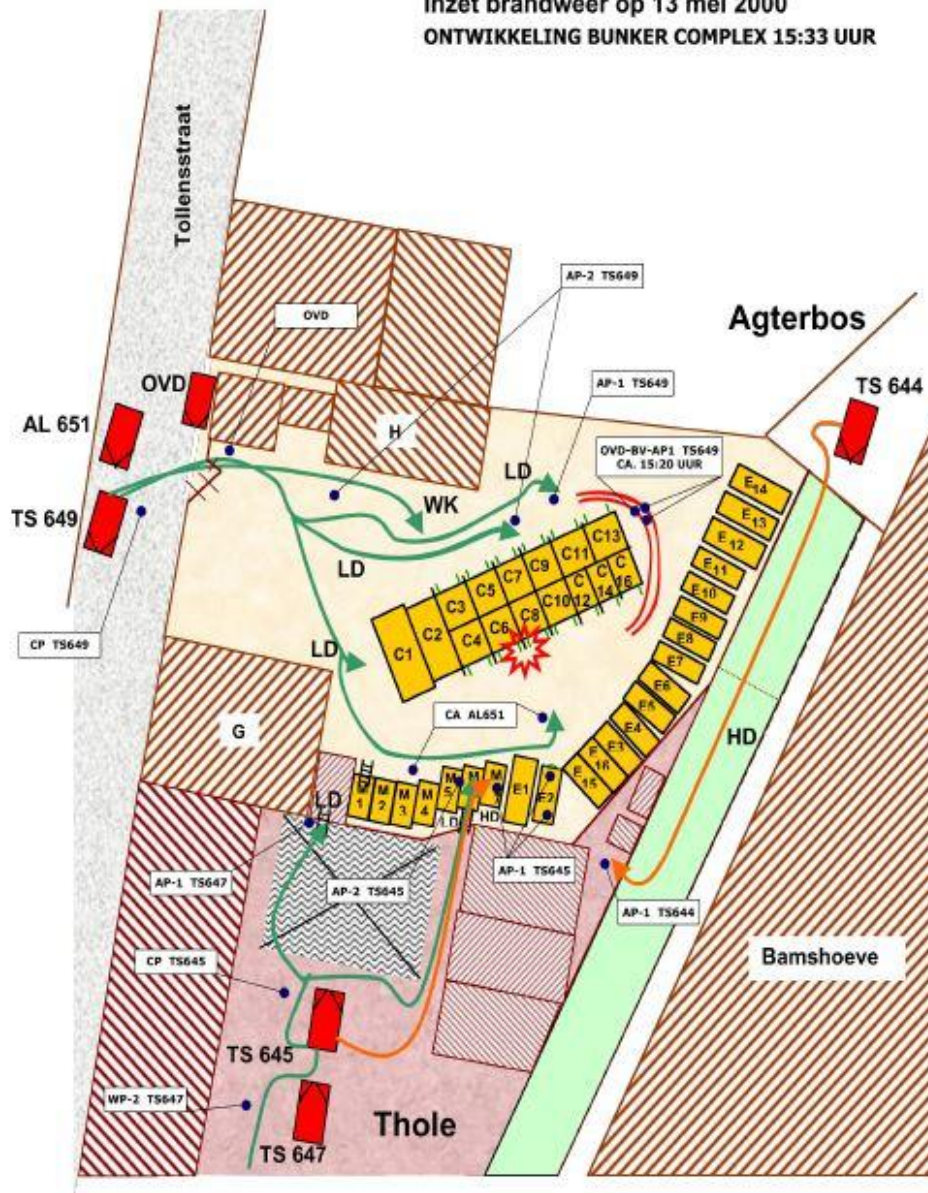 Inzet brandweer op 13 mei 2000
ONTWIKKELING BUNKER COMPLEX 15:33 UUR
Tollensstraat
AP-2 TS649
OVD
Agterbos
OVD
AP-1 TS649
TS 644
AL 651
H
OVD-BV-AP1 TS649
CA. 15:20 UUR
LD
WK
TS 649
E14
E13
E12
E11
E10
E9
E8
E7
E6
E5
E4
E3
E16
E15
LD
C13
C11
C9
C7
C5
C3
C16
C14
C12
C10
C8
C6
C4
C2
C1
CP TS649
LD
CA AL651
G
HD
M1
M2
M3
M4
M5
M
M
E1
E2
LD
LD
HD
AP-1 TS647
AP-2 TS645
AP-1 TS645
AP-1 TS644
CP TS645
Bamshoeve
TS 645
WP-2 TS647
Thole
TS 647